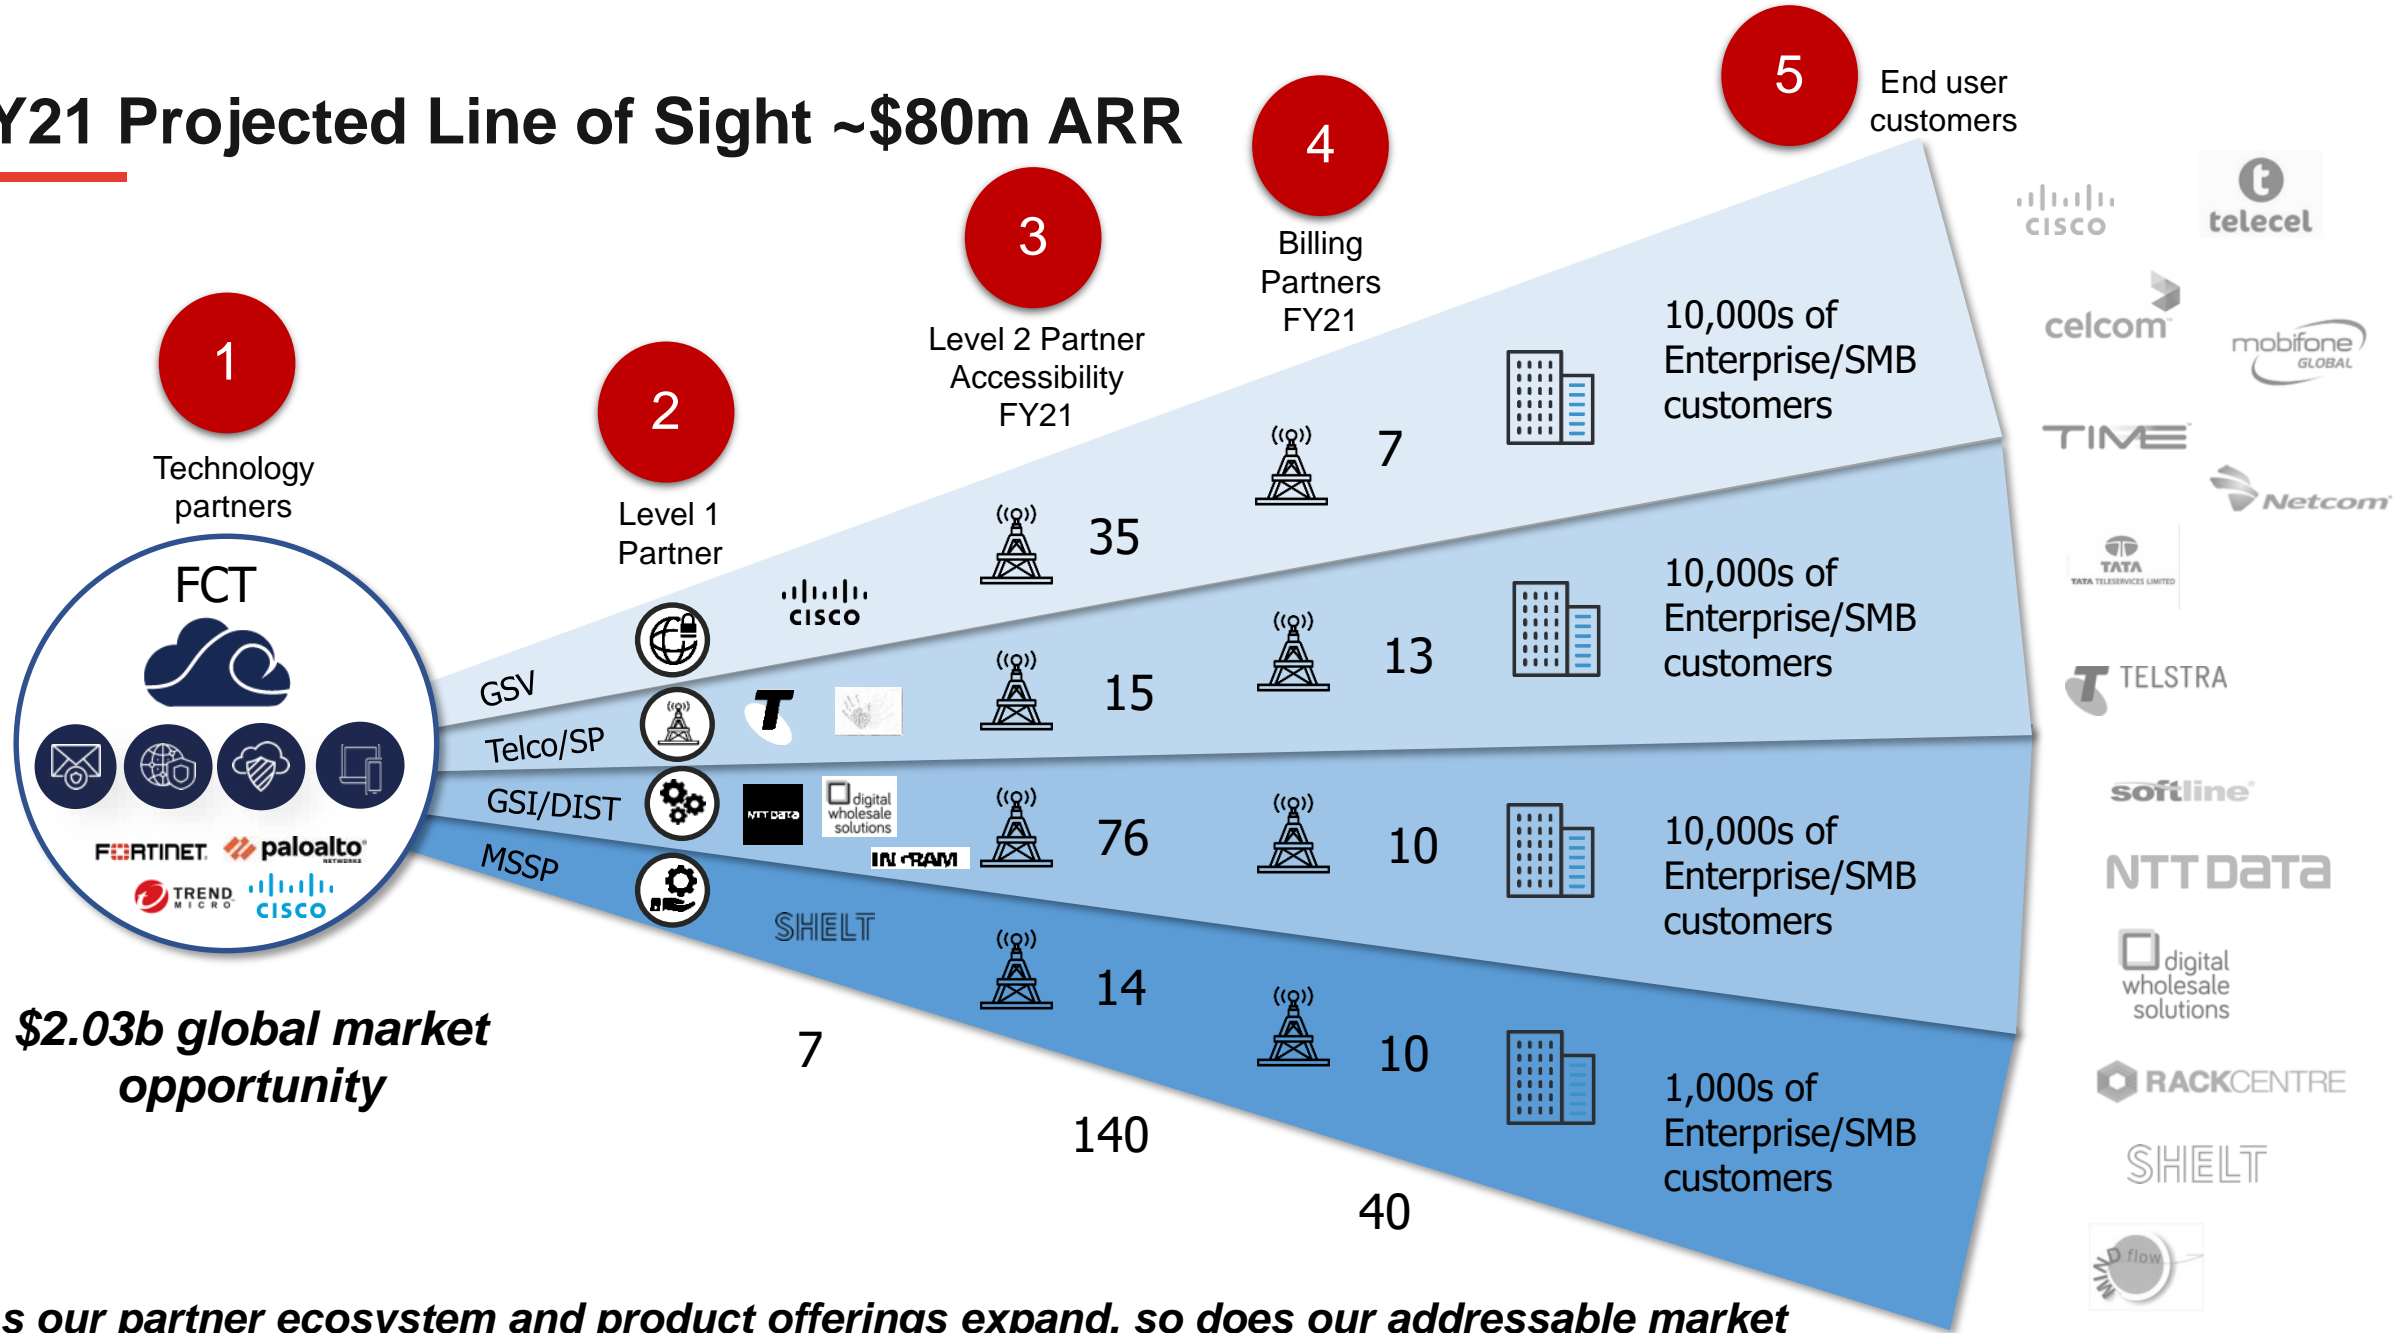 Y21 Projected Line of Sight ~$80m ARR
1
Technology
partners
2
Level 1
Partner
3
Level 2 Partner
Accessibility
FY21
4
Billing
Partners
FY21
5
End user
customers
FCT
FORTINET
paloalto
NETWORKS
TREND
MICRO
CISCO
$2.03b global market
opportunity
GSV
CISCO
35
7
10,000s of
Enterprise/SMB
customers
Telco/SP
15
13
10,000s of
Enterprise/SMB
customers
GSI/DIST
NTT DATA
digital
wholesale
solutions
76
10
10,000s of
Enterprise/SMB
customers
MSSP
SHELT
14
10
1,000s of
Enterprise/SMB
customers
7
140
40
CISCO
telecel
celcom
mobifone
GLOBAL
TIME
Netcom
TATA
TATA TELESERVICES LIMITED
TELSTRA
softline
NTT DATA
digital
wholesale
solutions
RACKCENTRE
SHELT
MIND flow
s our partner ecosystem and product offerings expand, so does our addressable market